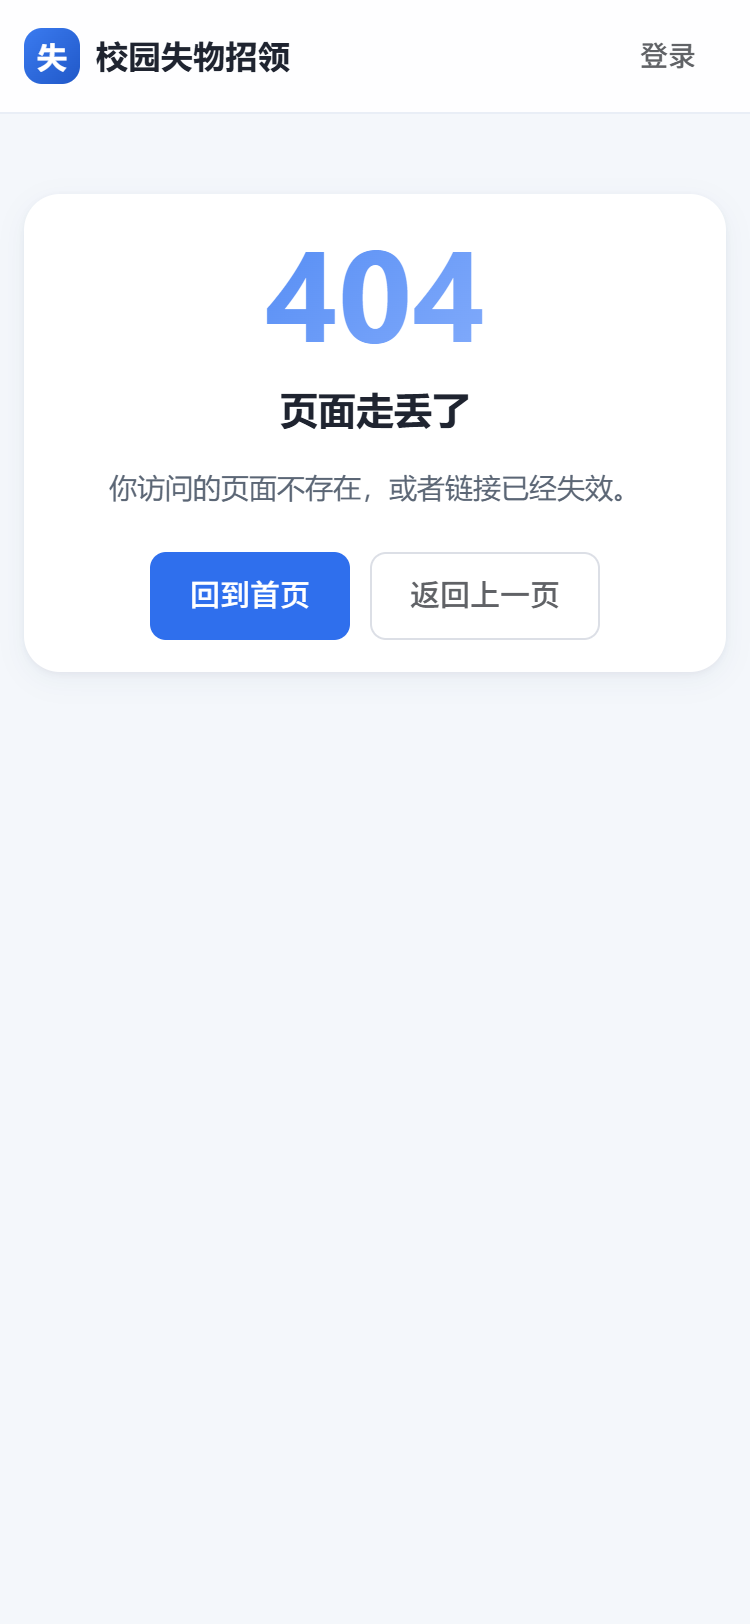 失 校园失物招领 登录
404
页面走丢了
你访问的页面不存在，或者链接已经失效。
回到首页 返回上一页